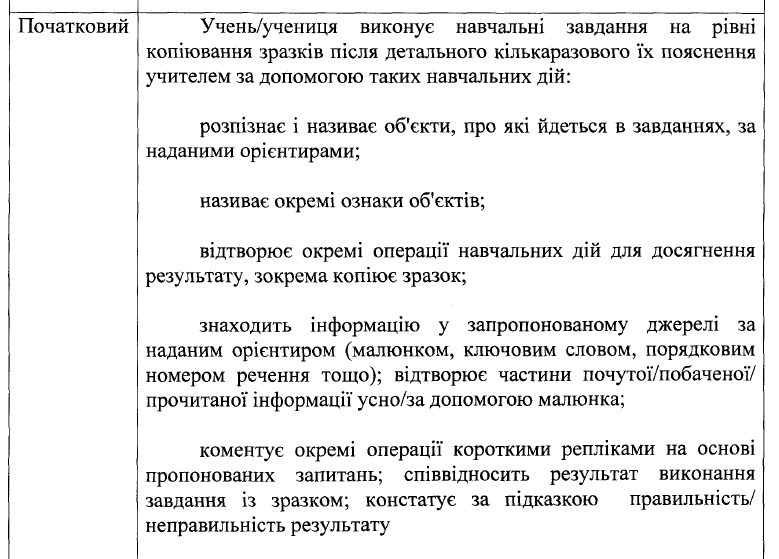 Початковий
Учень/учениця виконує навчальні завдання на рівні
копіювання зразків після детального кількаразового їх пояснення
учителем за допомогою таких навчальних дій:
розпізнає і називає об'єкти, про які йдеться в завданнях, за
наданими орієнтирами;
називає окремі ознаки об'єктів;
відтворює окремі операції навчальних дій для досягнення
результату, зокрема копіює зразок;
знаходить інформацію у запропонованому джерелі за
наданим орієнтиром (малюнком, ключовим словом, порядковим
номером речення тощо); відтворює частини почутої/побаченої/
прочитаної інформації усно/за допомогою малюнка;
коментує окремі операції короткими репліками на основі
пропонованих запитань; співвідносить результат виконання
завдання із зразком; констатує за підказкою правильність/
неправильність результату